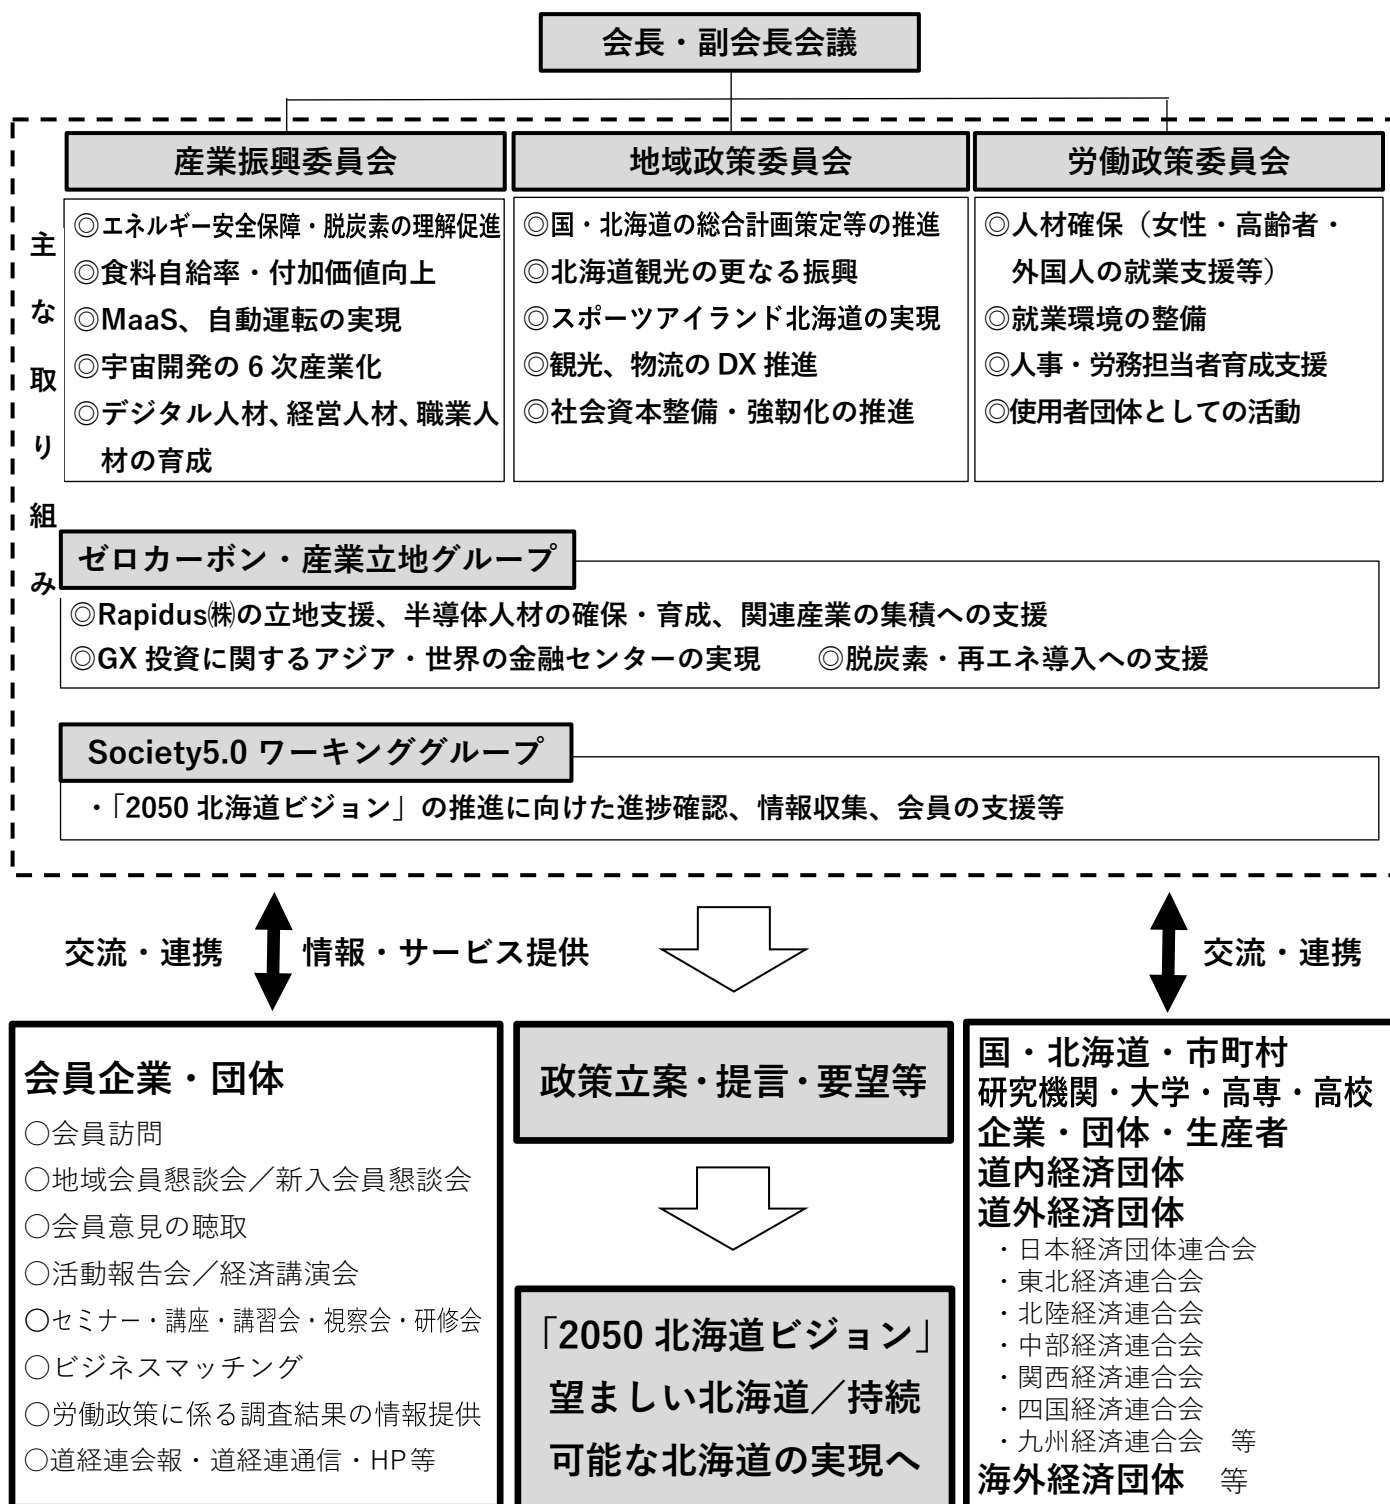 会長・副会長会議
主な取り組み
産業振興委員会
◎エネルギー安全保障・脱炭素の理解促進
◎食料自給率・付加価値向上
◎MaaS、自動運転の実現
◎宇宙開発の 6 次産業化
◎デジタル人材、経営人材、職業人
材の育成
地域政策委員会
◎国・北海道の総合計画策定等の推進
◎北海道観光の更なる振興
◎スポーツアイランド北海道の実現
◎観光、物流の DX 推進
◎社会資本整備・強靭化の推進
労働政策委員会
◎人材確保（女性・高齢者・
外国人の就業支援等）
◎就業環境の整備
◎人事・労務担当者育成支援
◎使用者団体としての活動
ゼロカーボン・産業立地グループ
◎Rapidus㈱の立地支援、半導体人材の確保・育成、関連産業の集積への支援
◎GX 投資に関するアジア・世界の金融センターの実現　　◎脱炭素・再エネ導入への支援
Society5.0 ワーキンググループ
・「2050 北海道ビジョン」の推進に向けた進捗確認、情報収集、会員の支援等
交流・連携
情報・サービス提供
交流・連携
会員企業・団体
○会員訪問
○地域会員懇談会／新入会員懇談会
○会員意見の聴取
○活動報告会／経済講演会
○セミナー・講座・講習会・視察会・研修会
○ビジネスマッチング
○労働政策に係る調査結果の情報提供
○道経連会報・道経連通信・HP等
政策立案・提言・要望等
「2050 北海道ビジョン」
望ましい北海道／持続
可能な北海道の実現へ
国・北海道・市町村
研究機関・大学・高専・高校
企業・団体・生産者
道内経済団体
道外経済団体
・日本経済団体連合会
・東北経済連合会
・北陸経済連合会
・中部経済連合会
・関西経済連合会
・四国経済連合会
・九州経済連合会　等
海外経済団体　等